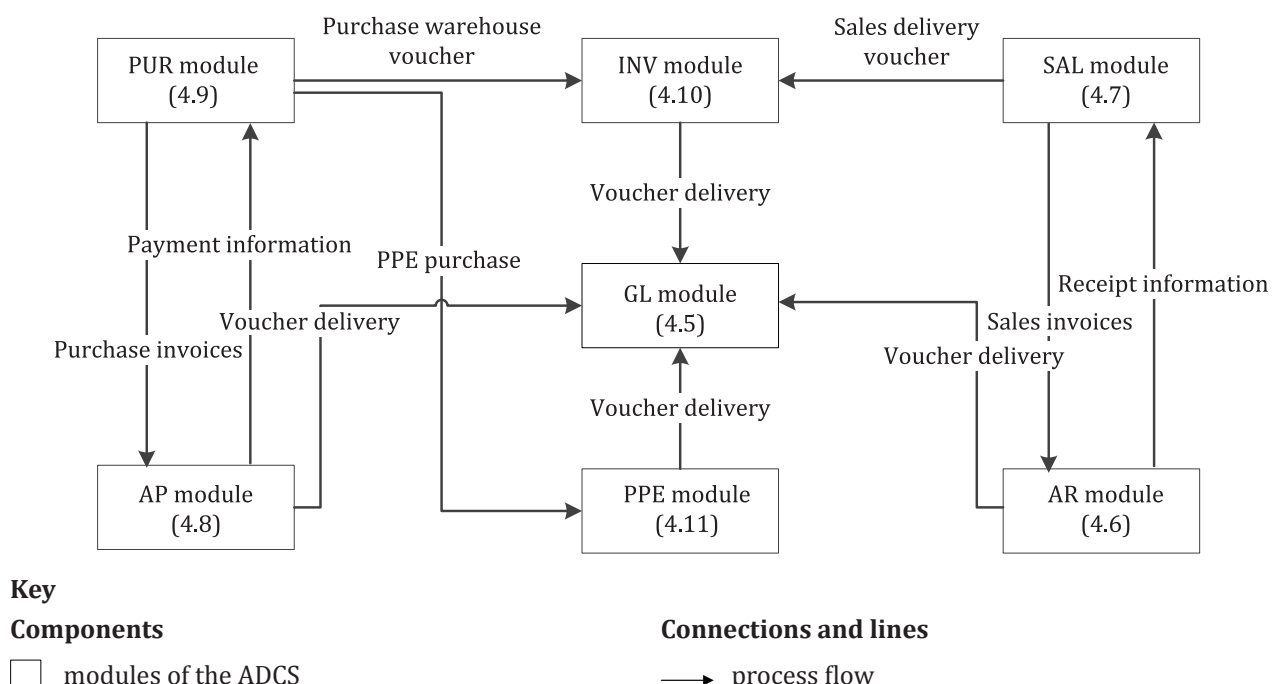 Purchase warehouse
voucher
Sales delivery
voucher
PUR module
(4.9)
INV module
(4.10)
SAL module
(4.7)
Voucher delivery
Payment information
PPE purchase
GL module
(4.5)
Receipt information
Voucher delivery
Sales invoices
Purchase invoices
Voucher delivery
Voucher delivery
AP module
(4.8)
PPE module
(4.11)
AR module
(4.6)
Key
Components
Connections and lines
modules of the ADCS
process flow